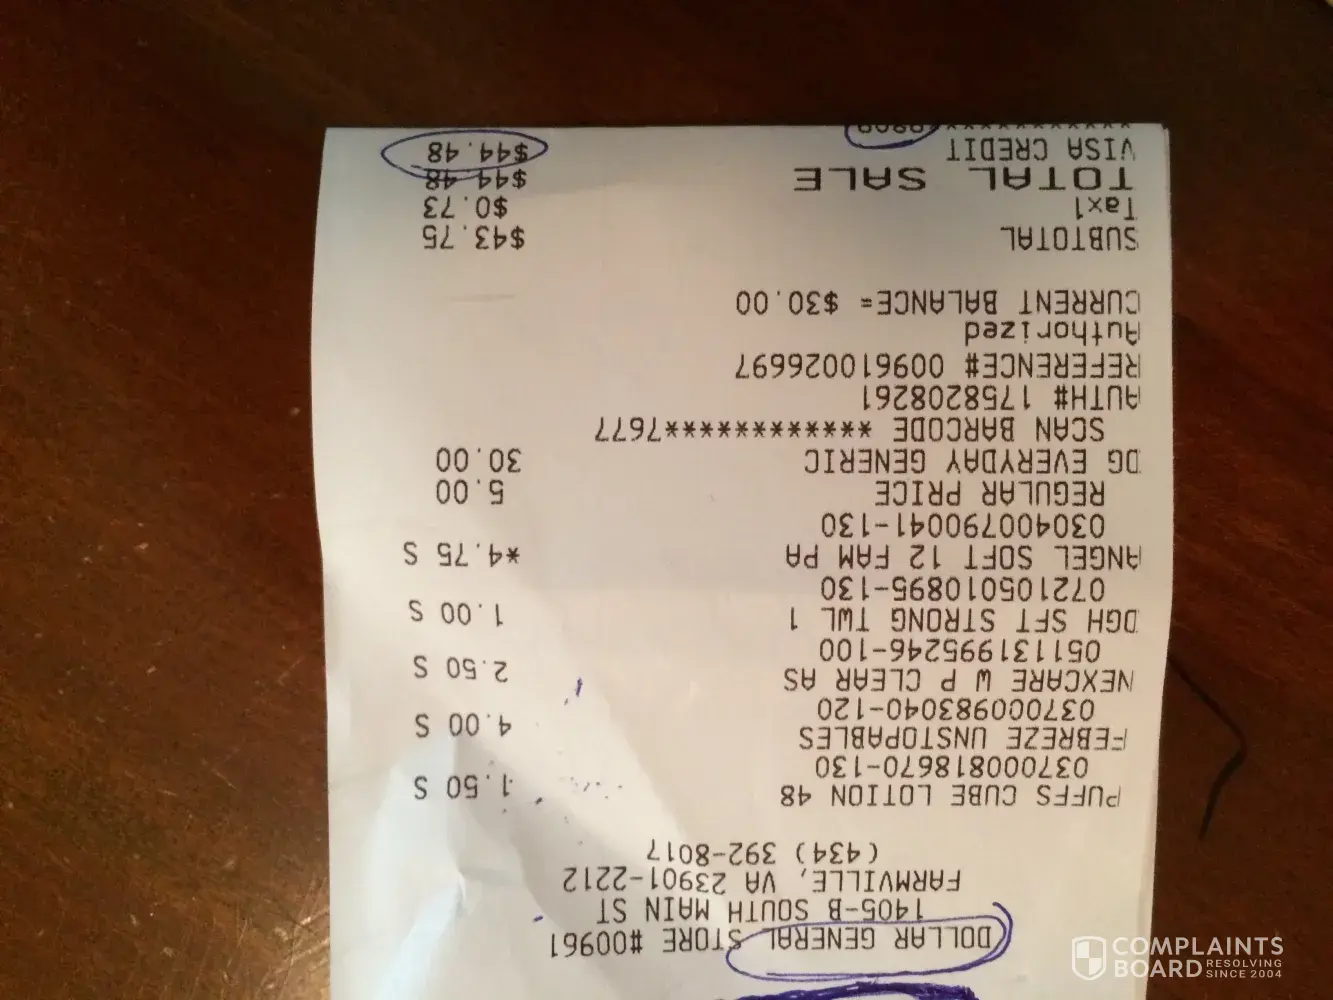 DOLLAR GENERAL STORE #00961
1405-B SOUTH MAIN ST
FARMVILLE, VA 23901-2212
(434) 392-8017
PUFFS CUBE LOTION 48 1.50 S
037000818670-130
FEBREZE UNSTOPABLES 4.00 S
037000983040-120
NEXCARE W P CLEAR AS 2.50 S
051131995246-100
DGH SFT STRONG TWL 1 1.00 S
072105010895-130
ANGEL SOFT 12 FAM PA *4.75 S
030400790041-130
REGULAR PRICE 5.00
DG EVERYDAY GENERIC 30.00
SCAN BARCODE ************7677
AUTH# 1758208261
REFERENCE# 009610026697
Authorized
CURRENT BALANCE= $30.00
SUBTOTAL $43.75
Tax1 $0.73
TOTAL SALE $44.48
VISA CREDIT $44.48
COMPLAINTS
BOARD RESOLVING
SINCE 2004